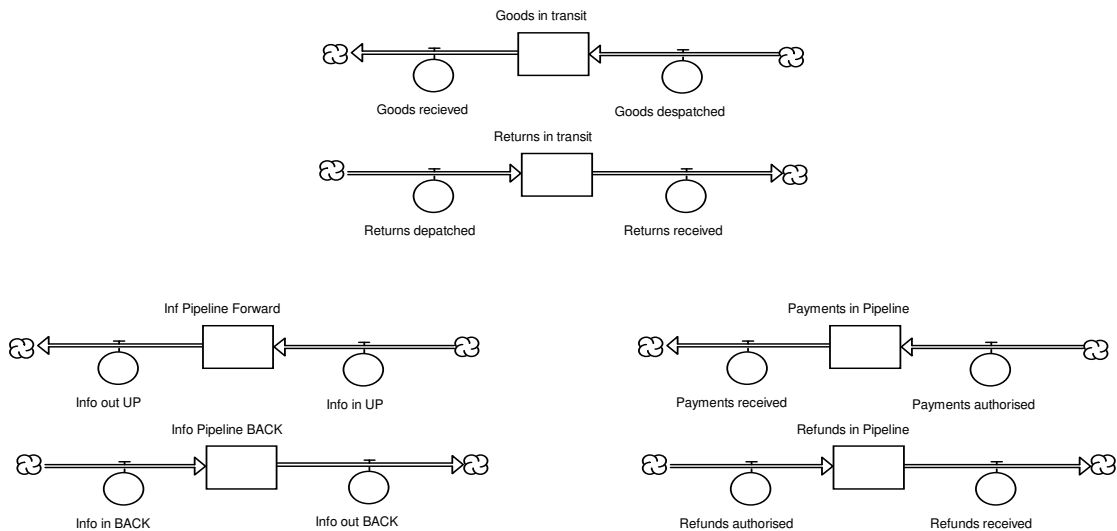 Goods in transit
Goods recieved
Goods despatched
Returns in transit
Returns depatched
Returns received
Inf Pipeline Forward
Info out UP
Info in UP
Info Pipeline BACK
Info in BACK
Info out BACK
Payments in Pipeline
Payments received
Payments authorised
Refunds in Pipeline
Refunds authorised
Refunds received